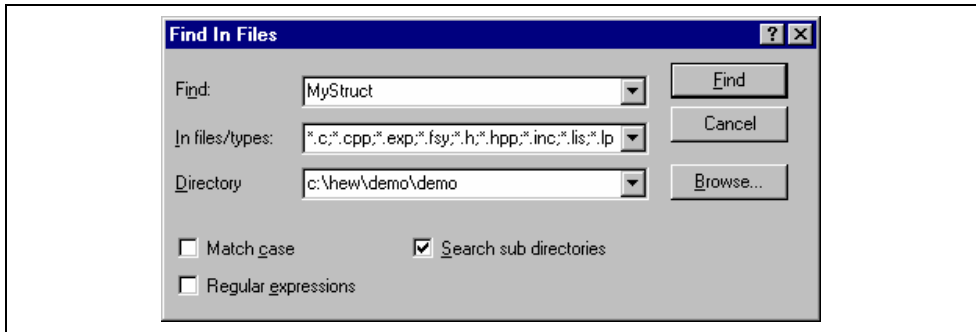 Find In Files
Find: MyStruct Find
In files/types: *.c;*.cpp;*.exp;*.fsy;*.h;*.hpp;*.inc;*.lis;*.lp Cancel
Directory c:\hew\demo\demo Browse...
Match case Search sub directories
Regular expressions